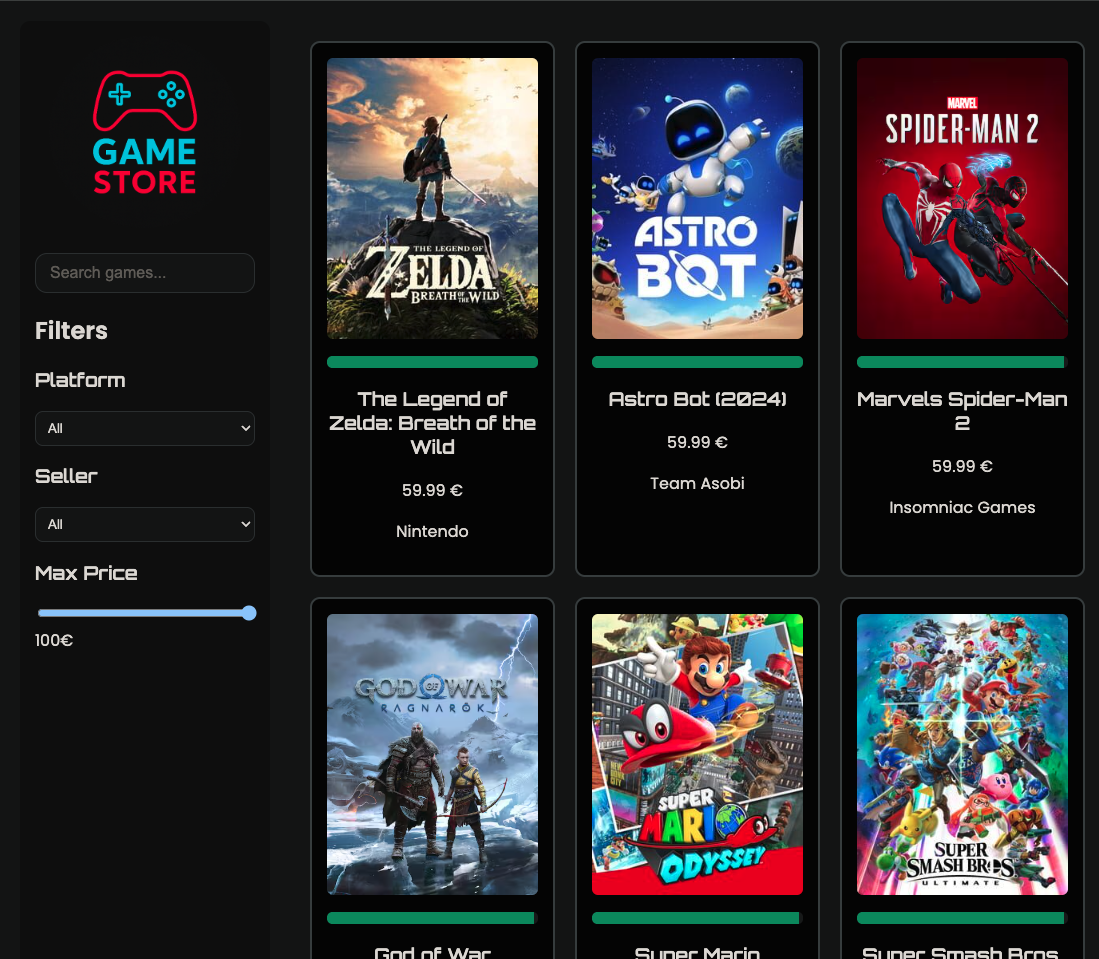 GAME
STORE
Search games...
Filters
Platform
All
Seller
All
Max Price
100€
THE LEGEND OF
ZELDA
BREATH OF THE WILD
The Legend of
Zelda: Breath of the
Wild
59.99 €
Nintendo
ASTRO
BOT
Astro Bot (2024)
59.99 €
Team Asobi
MARVEL
SPIDER-MAN 2
Marvels Spider-Man
2
59.99 €
Insomniac Games
GOD OF WAR
RAGNARÖK
God of War
SUPER
MARIO
ODYSSEY
Super Mario
SUPER
SMASH BROS.
ULTIMATE
Super Smash Bros